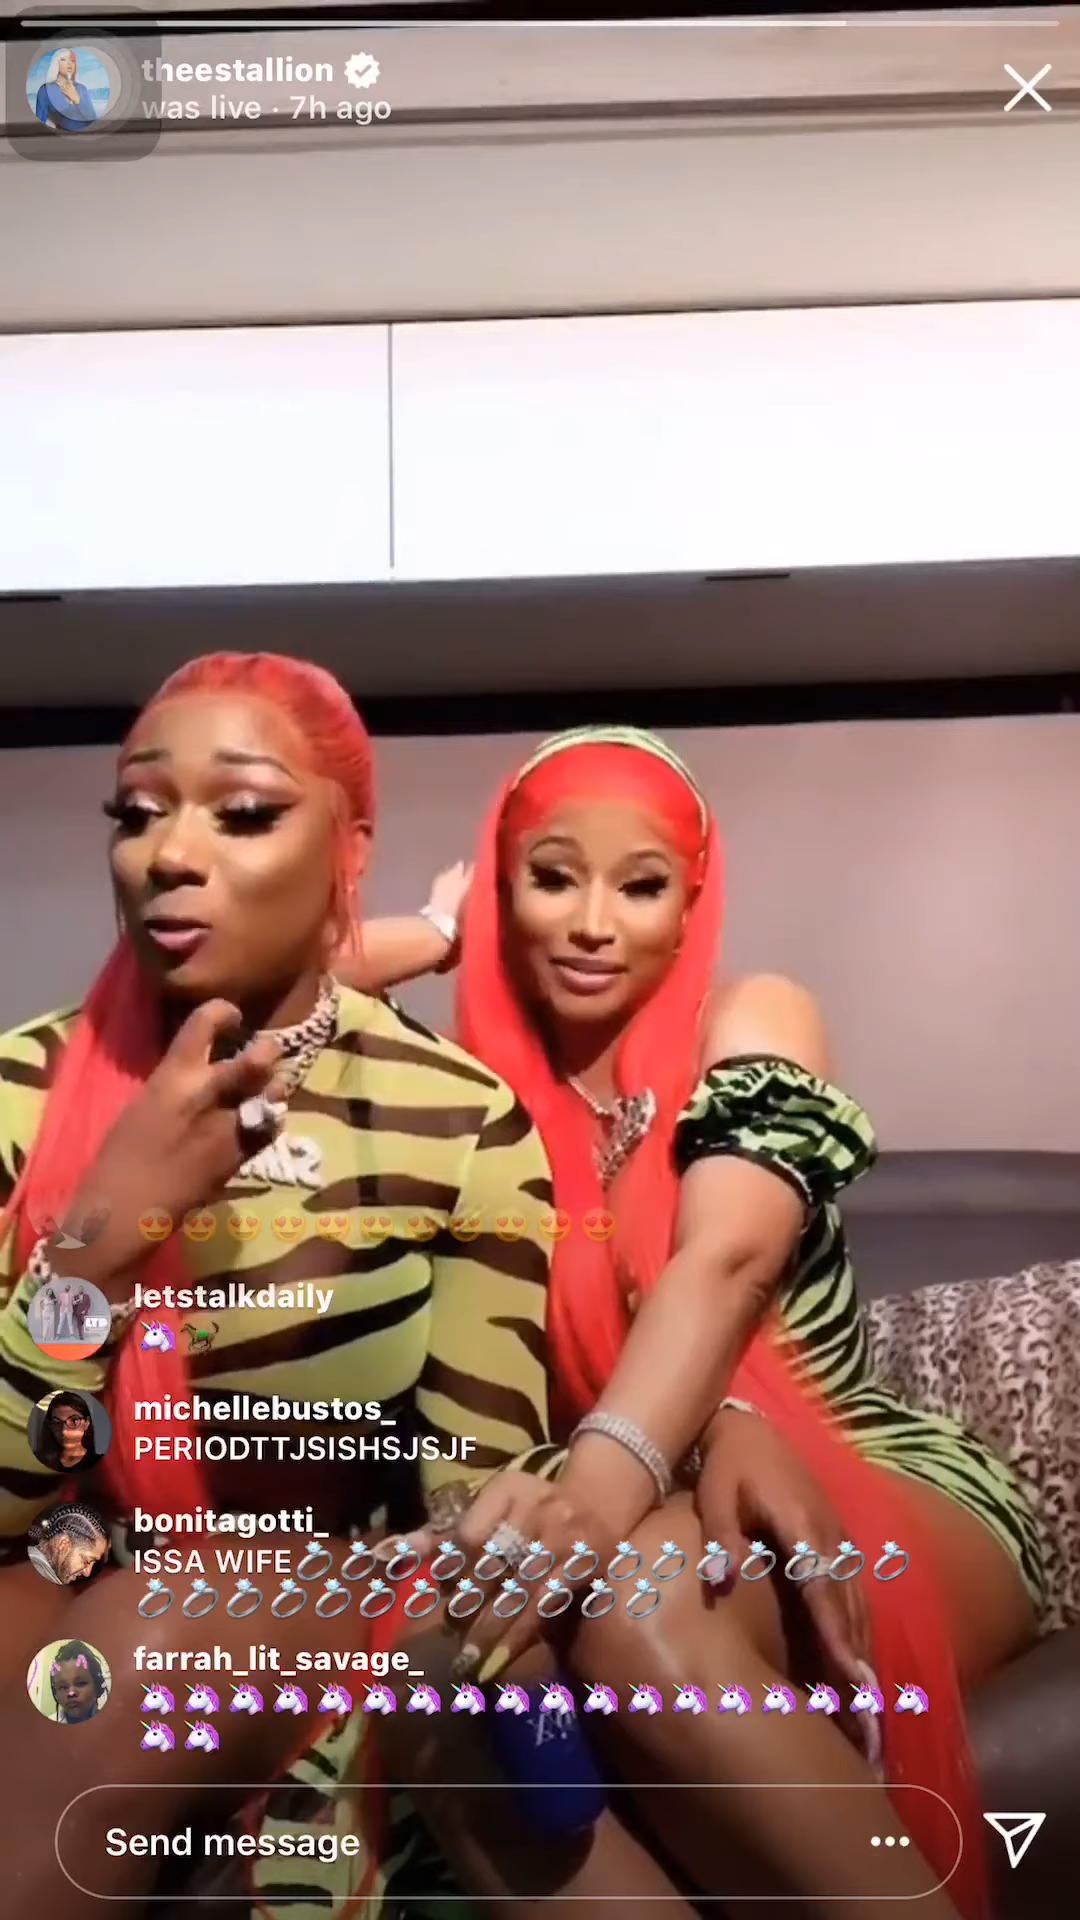 theestallion
was live · 7h ago
letstalkdaily
michellebustos_
PERIODTTJSISHSJSJF
bonitagotti_
ISSA WIFE💍💍💍💍💍💍💍💍💍💍💍💍💍💍
💍💍💍💍💍💍💍💍💍💍💍💍
farrah_lit_savage_
Send message